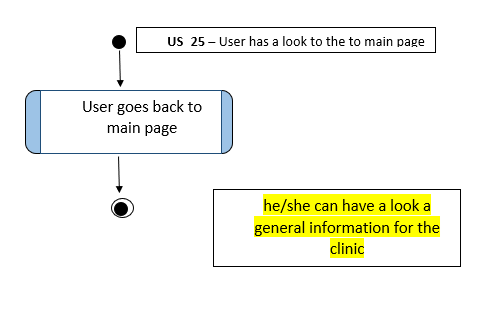 US 25 – User has a look to the to main page
User goes back to
main page
he/she can have a look a
general information for the
clinic